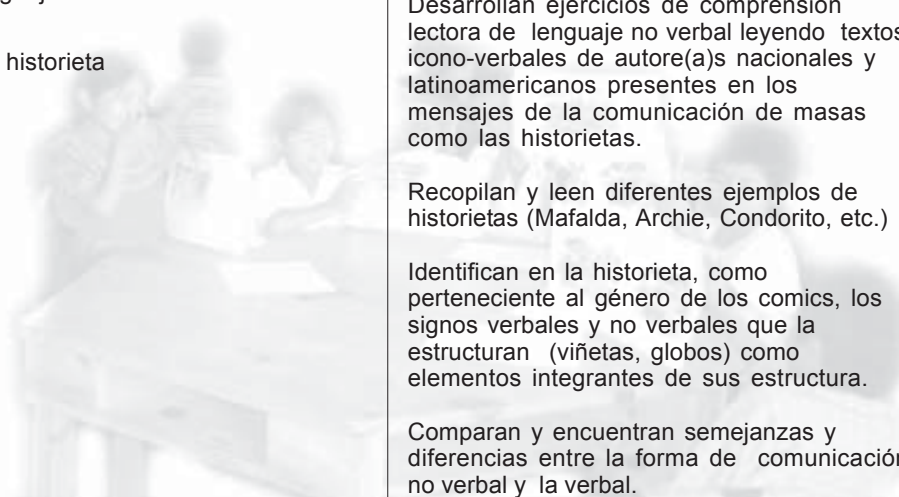 historieta
Desarrollan ejercicios de comprensión
lectora de lenguaje no verbal leyendo textos
icono-verbales de autore(a)s nacionales y
latinoamericanos presentes en los
mensajes de la comunicación de masas
como las historietas.
Recopilan y leen diferentes ejemplos de
historietas (Mafalda, Archie, Condorito, etc.)
Identifican en la historieta, como
perteneciente al género de los comics, los
signos verbales y no verbales que la
estructuran (viñetas, globos) como
elementos integrantes de sus estructura.
Comparan y encuentran semejanzas y
diferencias entre la forma de comunicación
no verbal y la verbal.